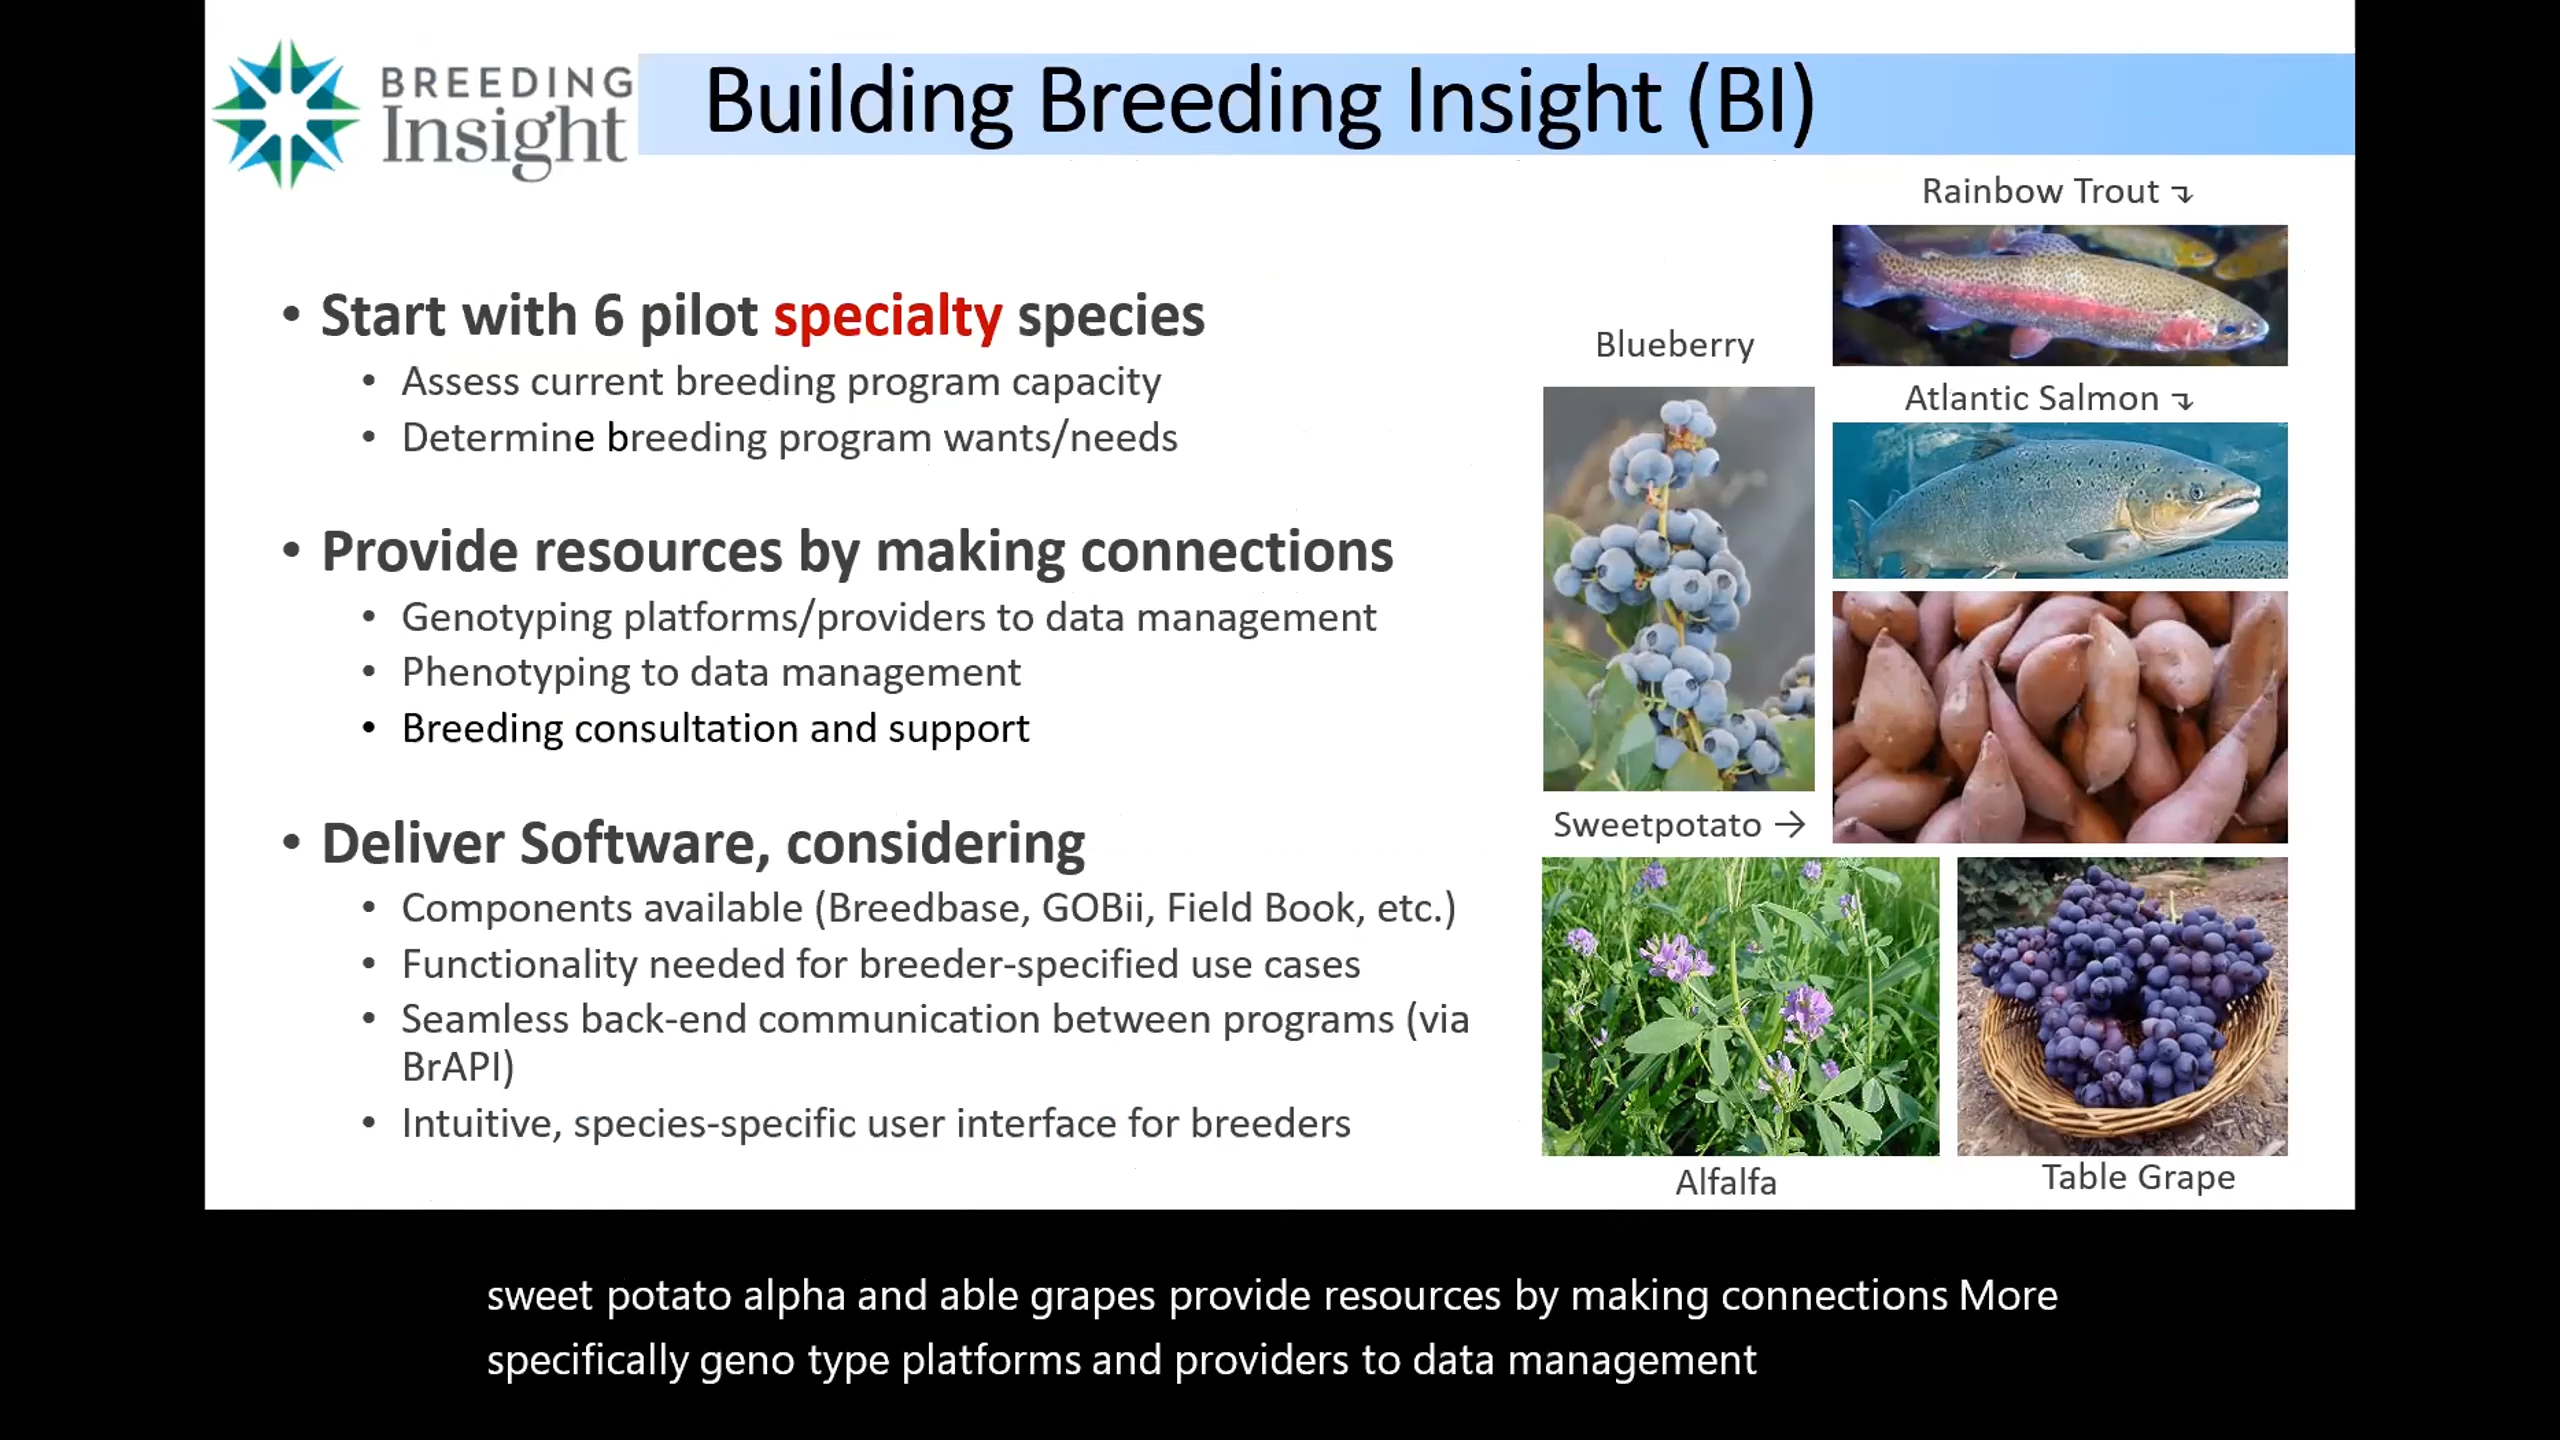 BREEDING
Insight
Building Breeding Insight (BI)
• Start with 6 pilot specialty species
• Assess current breeding program capacity
• Determine breeding program wants/needs
• Provide resources by making connections
• Genotyping platforms/providers to data management
• Phenotyping to data management
• Breeding consultation and support
• Deliver Software, considering
• Components available (Breedbase, GOBii, Field Book, etc.)
• Functionality needed for breeder-specified use cases
• Seamless back-end communication between programs (via
BrAPI)
• Intuitive, species-specific user interface for breeders
Rainbow Trout ↴
Blueberry
Atlantic Salmon ↴
Sweetpotato →
Alfalfa
Table Grape
sweet potato alpha and able grapes provide resources by making connections More
specifically geno type platforms and providers to data management